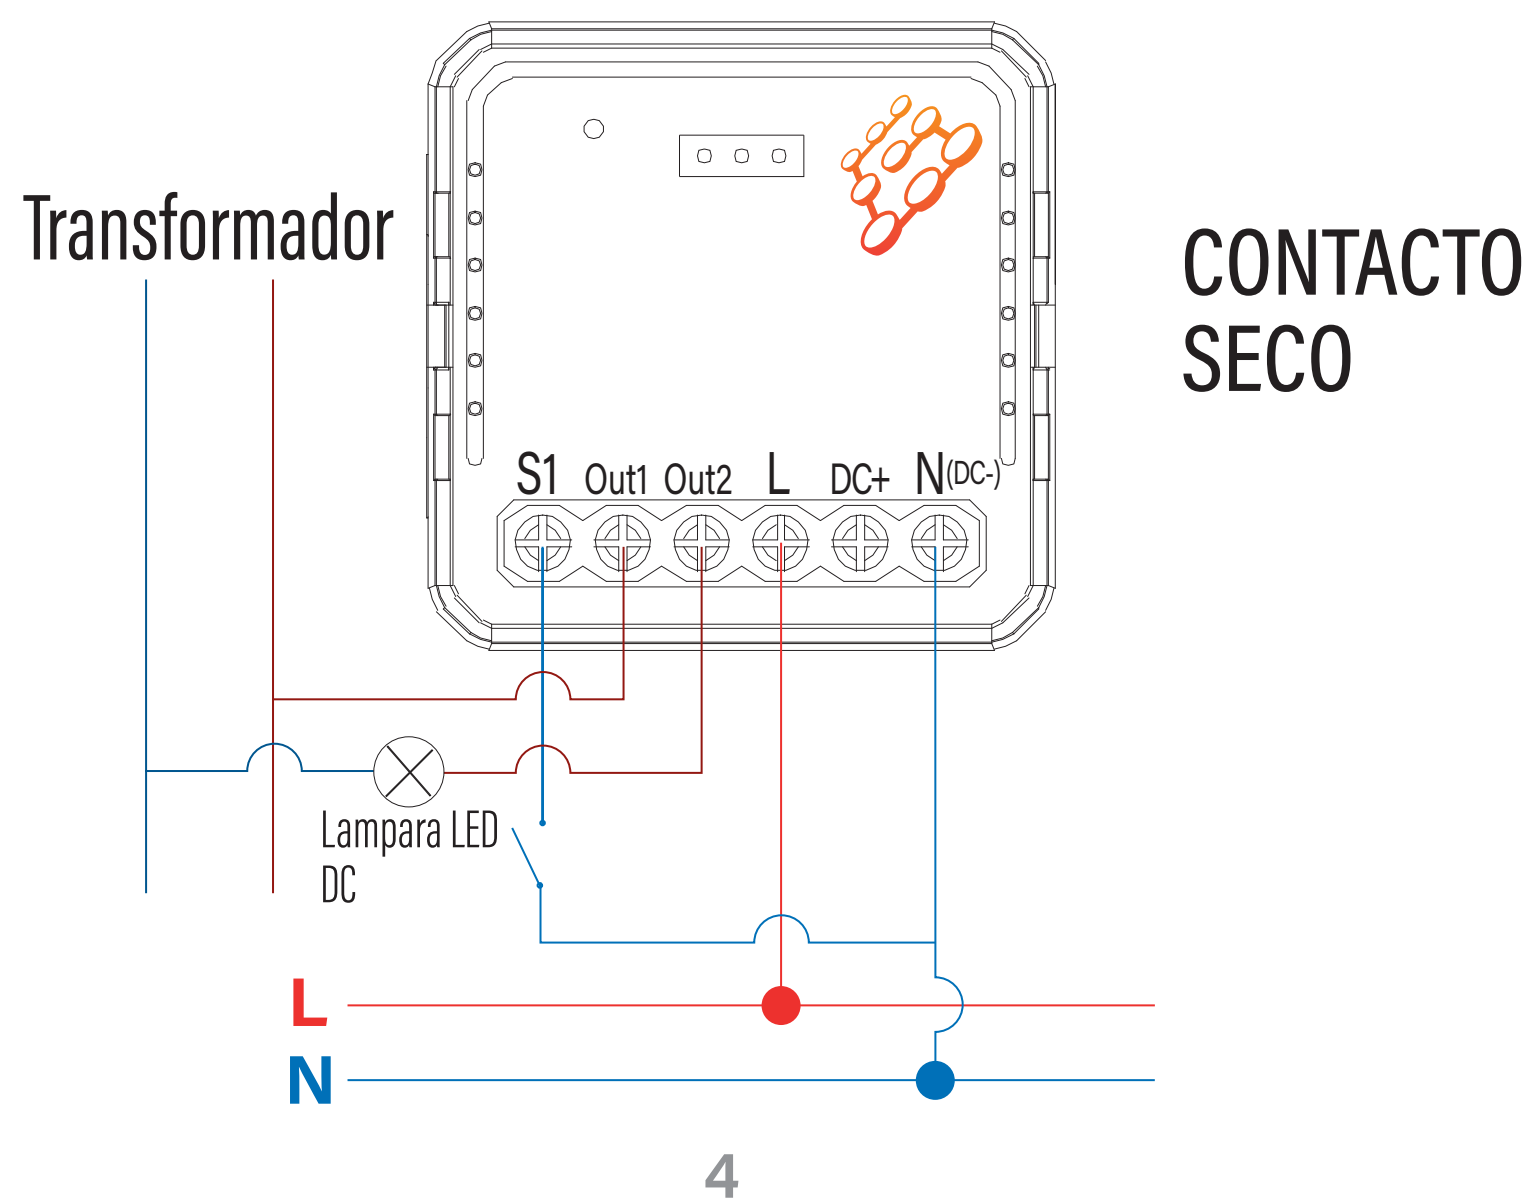 Transformador
CONTACTO
SECO
S1 Out1 Out2 L DC+ N(DC-)
Lampara LED
DC
L
N
4